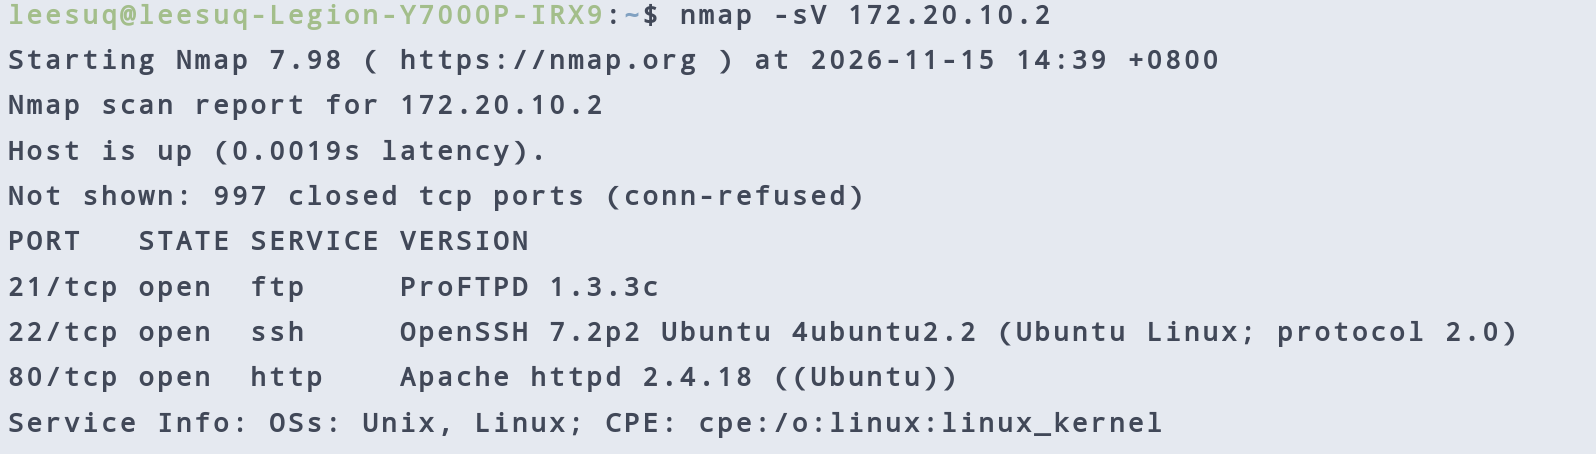 leesuq@leesuq-Legion-Y7000P-IRX9:~$ nmap -sV 172.20.10.2
Starting Nmap 7.98 ( https://nmap.org ) at 2026-11-15 14:39 +0800
Nmap scan report for 172.20.10.2
Host is up (0.0019s latency).
Not shown: 997 closed tcp ports (conn-refused)
PORT   STATE SERVICE VERSION
21/tcp open  ftp     ProFTPD 1.3.3c
22/tcp open  ssh     OpenSSH 7.2p2 Ubuntu 4ubuntu2.2 (Ubuntu Linux; protocol 2.0)
80/tcp open  http    Apache httpd 2.4.18 ((Ubuntu))
Service Info: OSs: Unix, Linux; CPE: cpe:/o:linux:linux_kernel